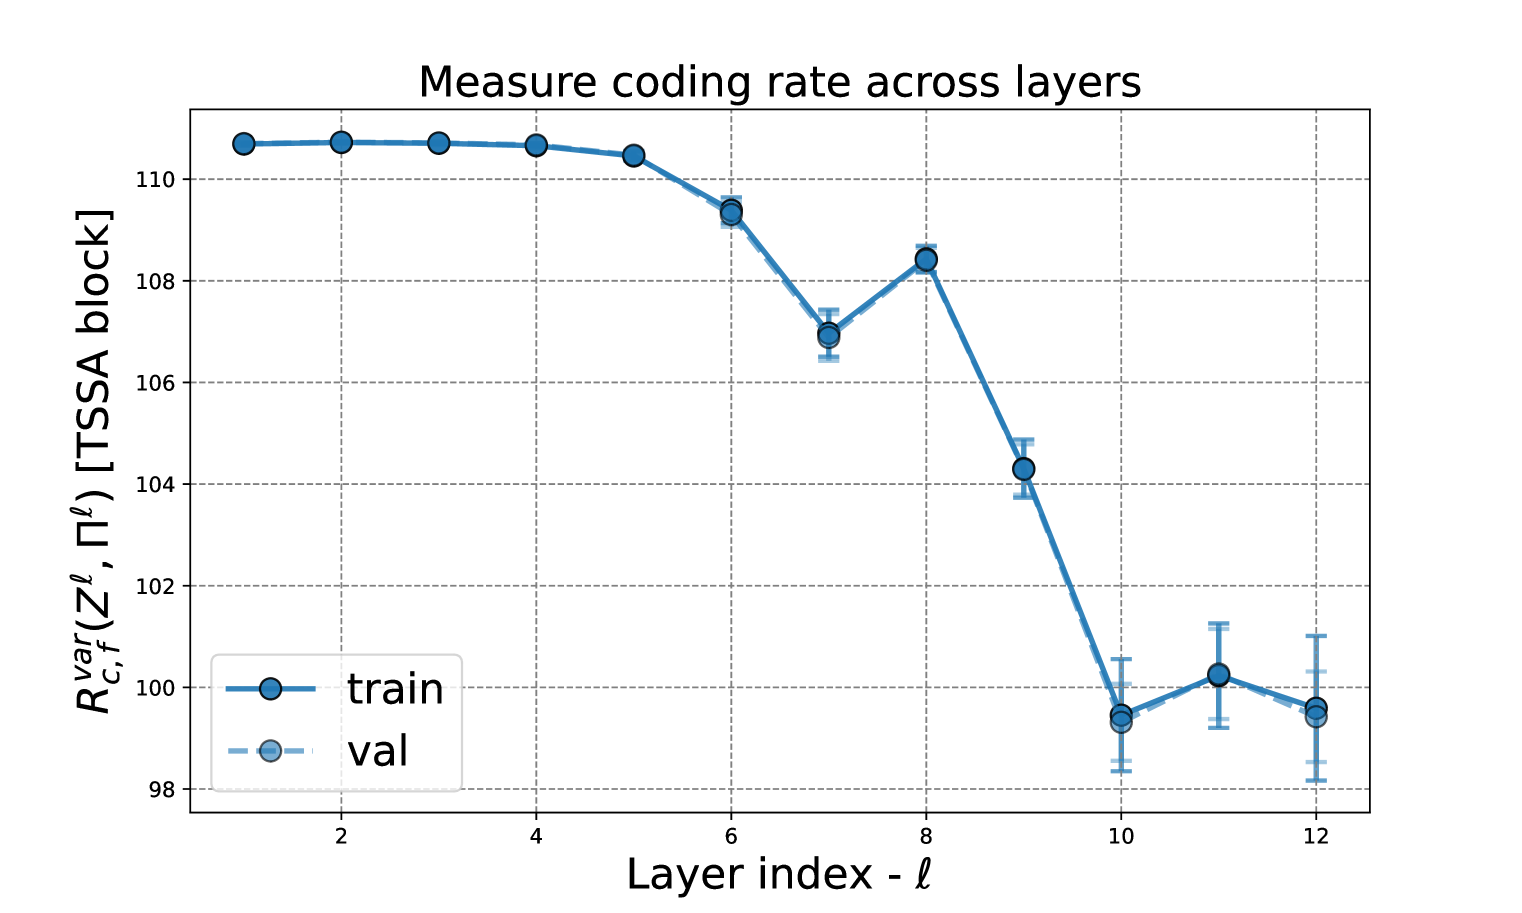 Measure coding rate across layers
R^{var}_{c,f}(Z^ℓ, Π^ℓ) [TSSA block]
110
108
106
104
102
100
98
train
val
2 4 6 8 10 12
Layer index - ℓ